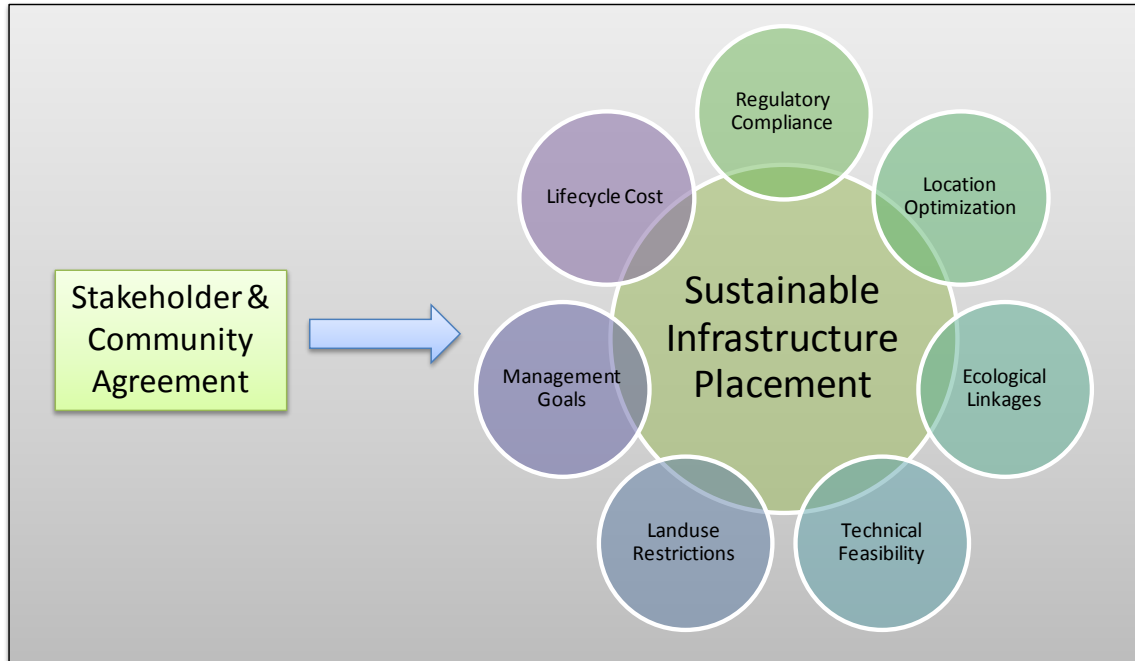 Stakeholder &
Community
Agreement
Regulatory
Compliance
Location
Optimization
Ecological
Linkages
Technical
Feasibility
Landuse
Restrictions
Management
Goals
Lifecycle Cost
Sustainable
Infrastructure
Placement